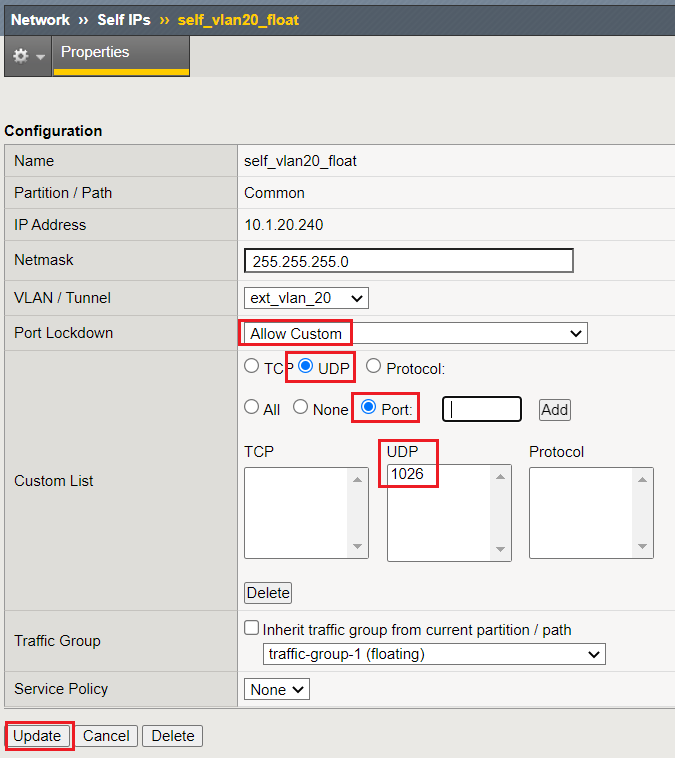 Network ›› Self IPs ›› self_vlan20_float
Properties
Configuration
Name self_vlan20_float
Partition / Path Common
IP Address 10.1.20.240
Netmask 255.255.255.0
VLAN / Tunnel ext_vlan_20
Port Lockdown Allow Custom
Custom List
TCP UDP Protocol:
All None Port: Add
TCP UDP Protocol
1026
Delete
Traffic Group Inherit traffic group from current partition / path
traffic-group-1 (floating)
Service Policy None
Update Cancel Delete